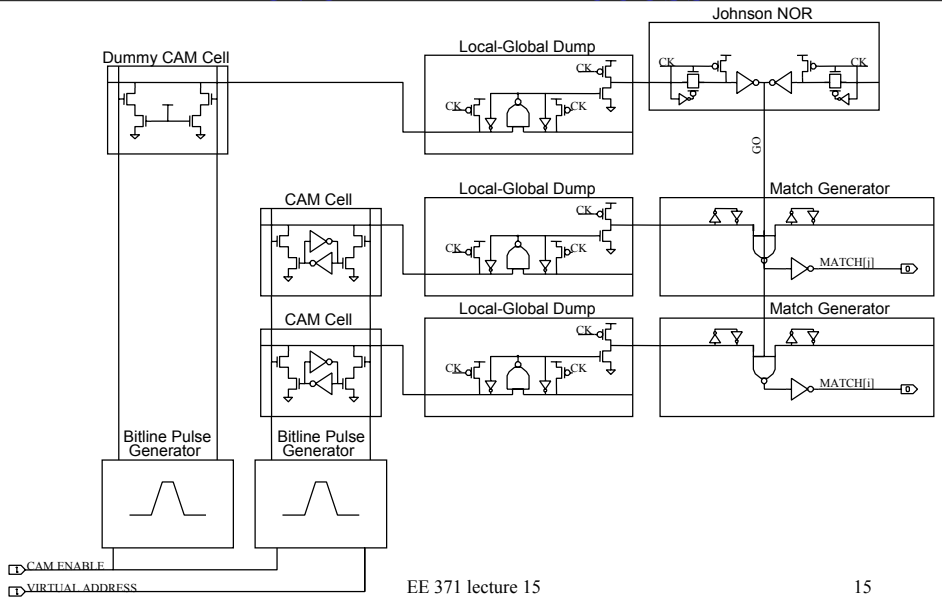 Johnson NOR
Local-Global Dump
Dummy CAM Cell
CK
CK
CK
CK
CK
GO
Local-Global Dump
Match Generator
CAM Cell
CK
CK
CK
MATCH[j]
O
Local-Global Dump
Match Generator
CAM Cell
CK
CK
CK
MATCH[i]
O
Bitline Pulse
Generator
Bitline Pulse
Generator
I CAM ENABLE
I VIRTUAL ADDRESS
EE 371 lecture 15
15